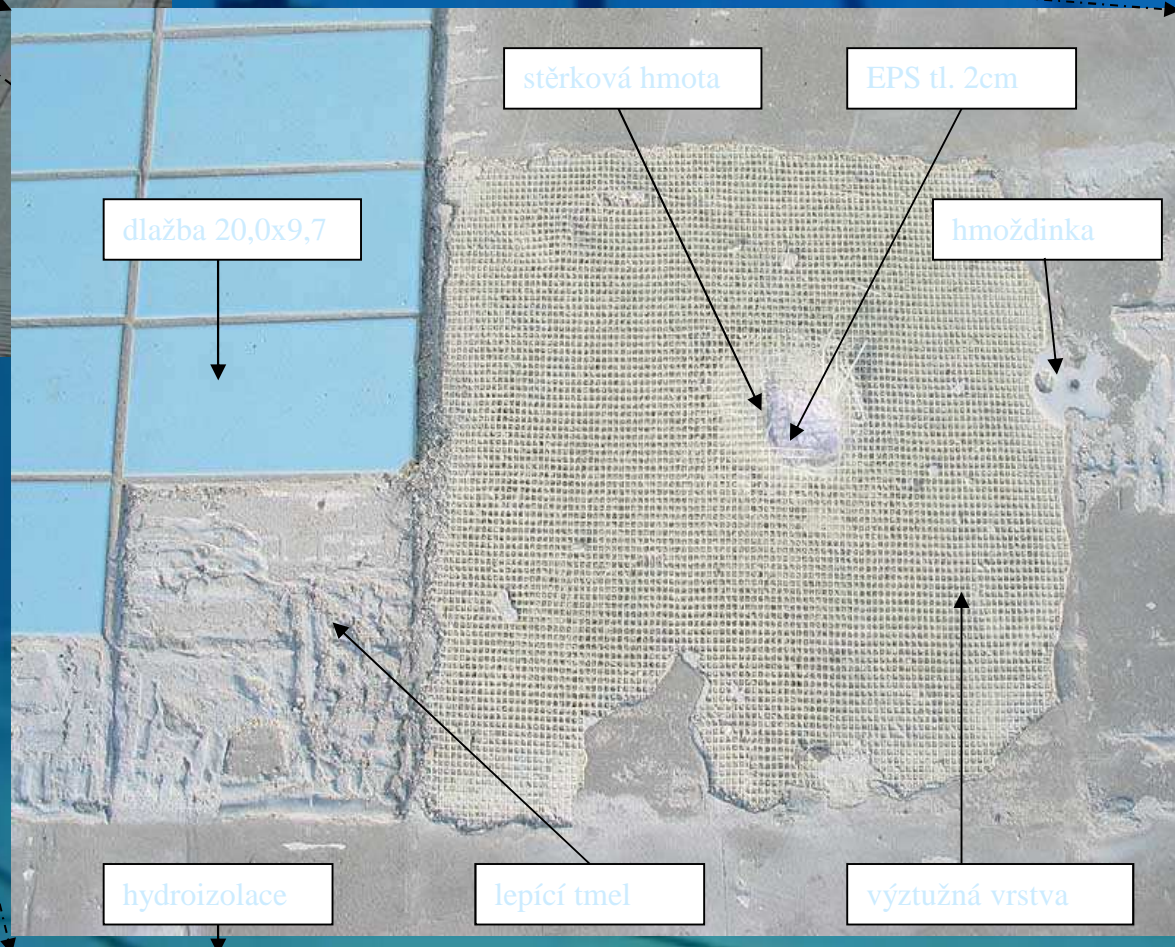 stěrková hmota
EPS tl. 2cm
dlažba 20,0x9,7
hmoždinka
hydroizolace
lepící tmel
výztužná vrstva